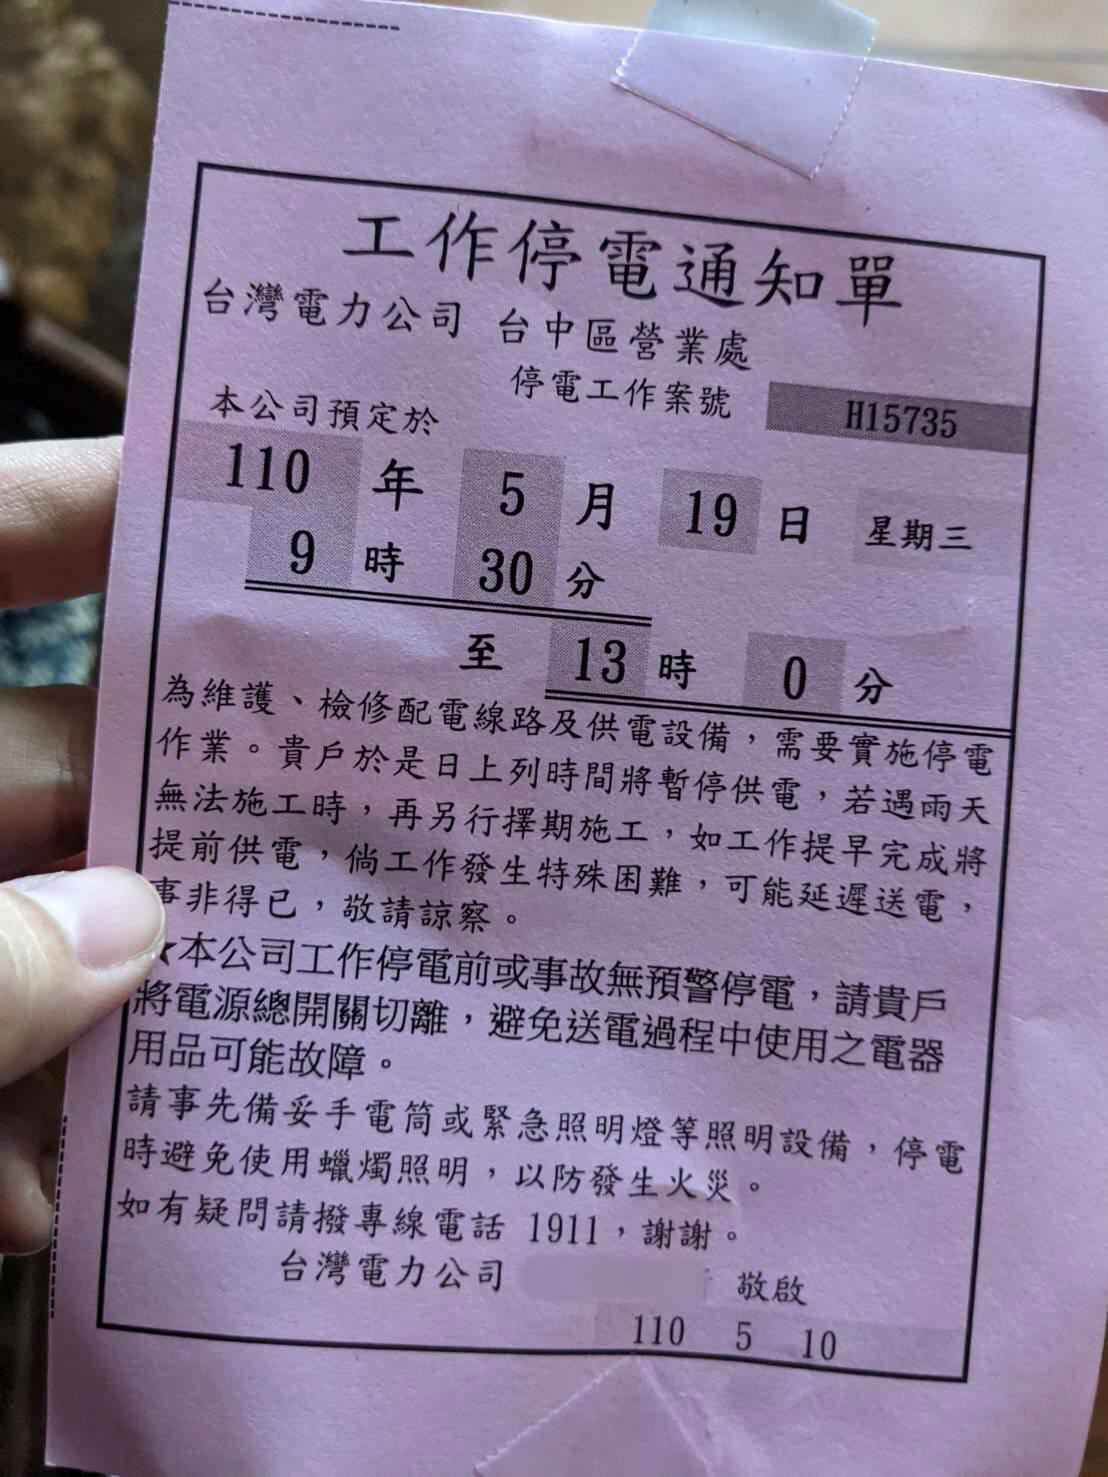 工作停電通知單
台灣電力公司 台中區營業處
停電工作案號 H15735
本公司預定於
110 年 5 月 19 日 星期三
9 時 30 分
至 13 時 0 分
為維護、檢修配電線路及供電設備，需要實施停電
作業。貴戶於是日上列時間將暫停供電，若遇雨天
無法施工時，再另行擇期施工，如工作提早完成將
提前供電，倘工作發生特殊困難，可能延遲送電，
事非得已，敬請諒察。
★本公司工作停電前或事故無預警停電，請貴戶
將電源總開關切離，避免送電過程中使用之電器
用品可能故障。
請事先備妥手電筒或緊急照明燈等照明設備，停電
時避免使用蠟燭照明，以防發生火災。
如有疑問請撥專線電話 1911，謝謝。
台灣電力公司 敬啟
110 5 10